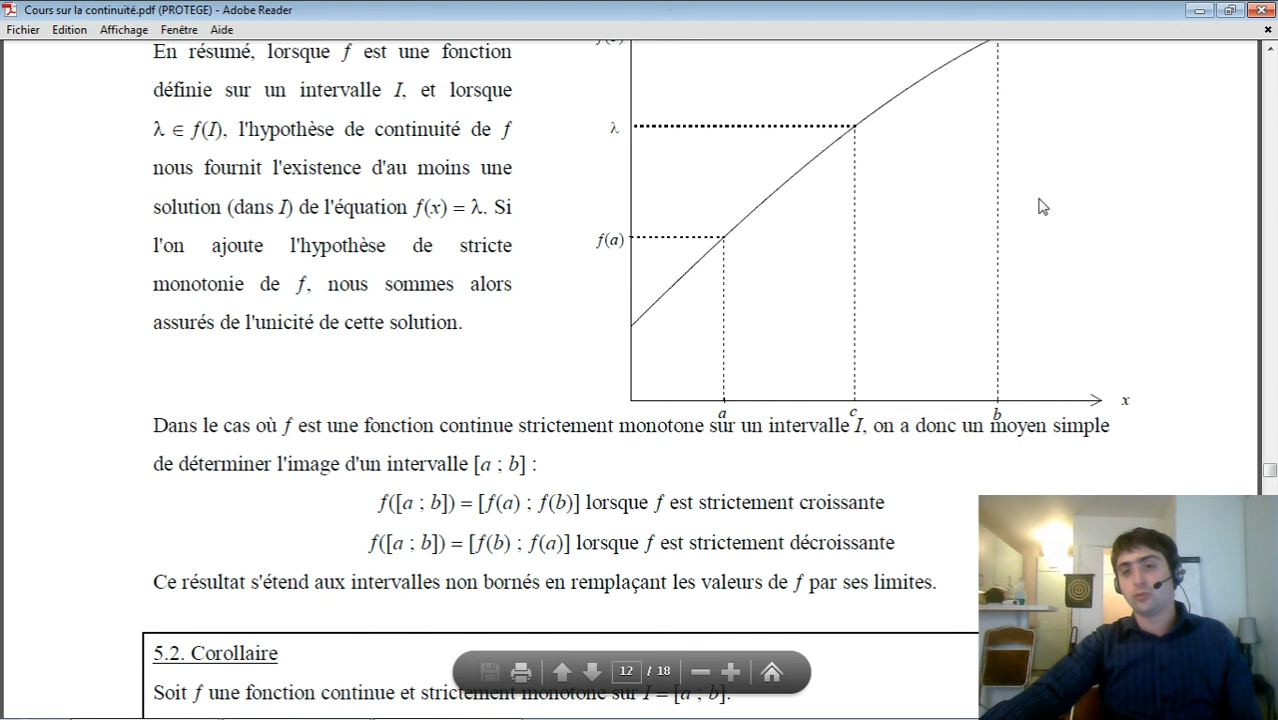 Cours sur la continuité.pdf (PROTEGE) - Adobe Reader
Fichier Edition Affichage Fenêtre Aide
En résumé, lorsque f est une fonction
définie sur un intervalle I, et lorsque
λ ∈ f(I), l'hypothèse de continuité de f
nous fournit l'existence d'au moins une
solution (dans I) de l'équation f(x) = λ. Si
l'on ajoute l'hypothèse de stricte
monotonie de f, nous sommes alors
assurés de l'unicité de cette solution.
λ
f(a)
x
a c b
Dans le cas où f est une fonction continue strictement monotone sur un intervalle I, on a donc un moyen simple
de déterminer l'image d'un intervalle [a ; b] :
f([a ; b]) = [f(a) ; f(b)] lorsque f est strictement croissante
f([a ; b]) = [f(b) ; f(a)] lorsque f est strictement décroissante
Ce résultat s'étend aux intervalles non bornés en remplaçant les valeurs de f par ses limites.
5.2. Corollaire
12 / 18
Soit f une fonction continue et strictement monotone sur I = [a ; b].